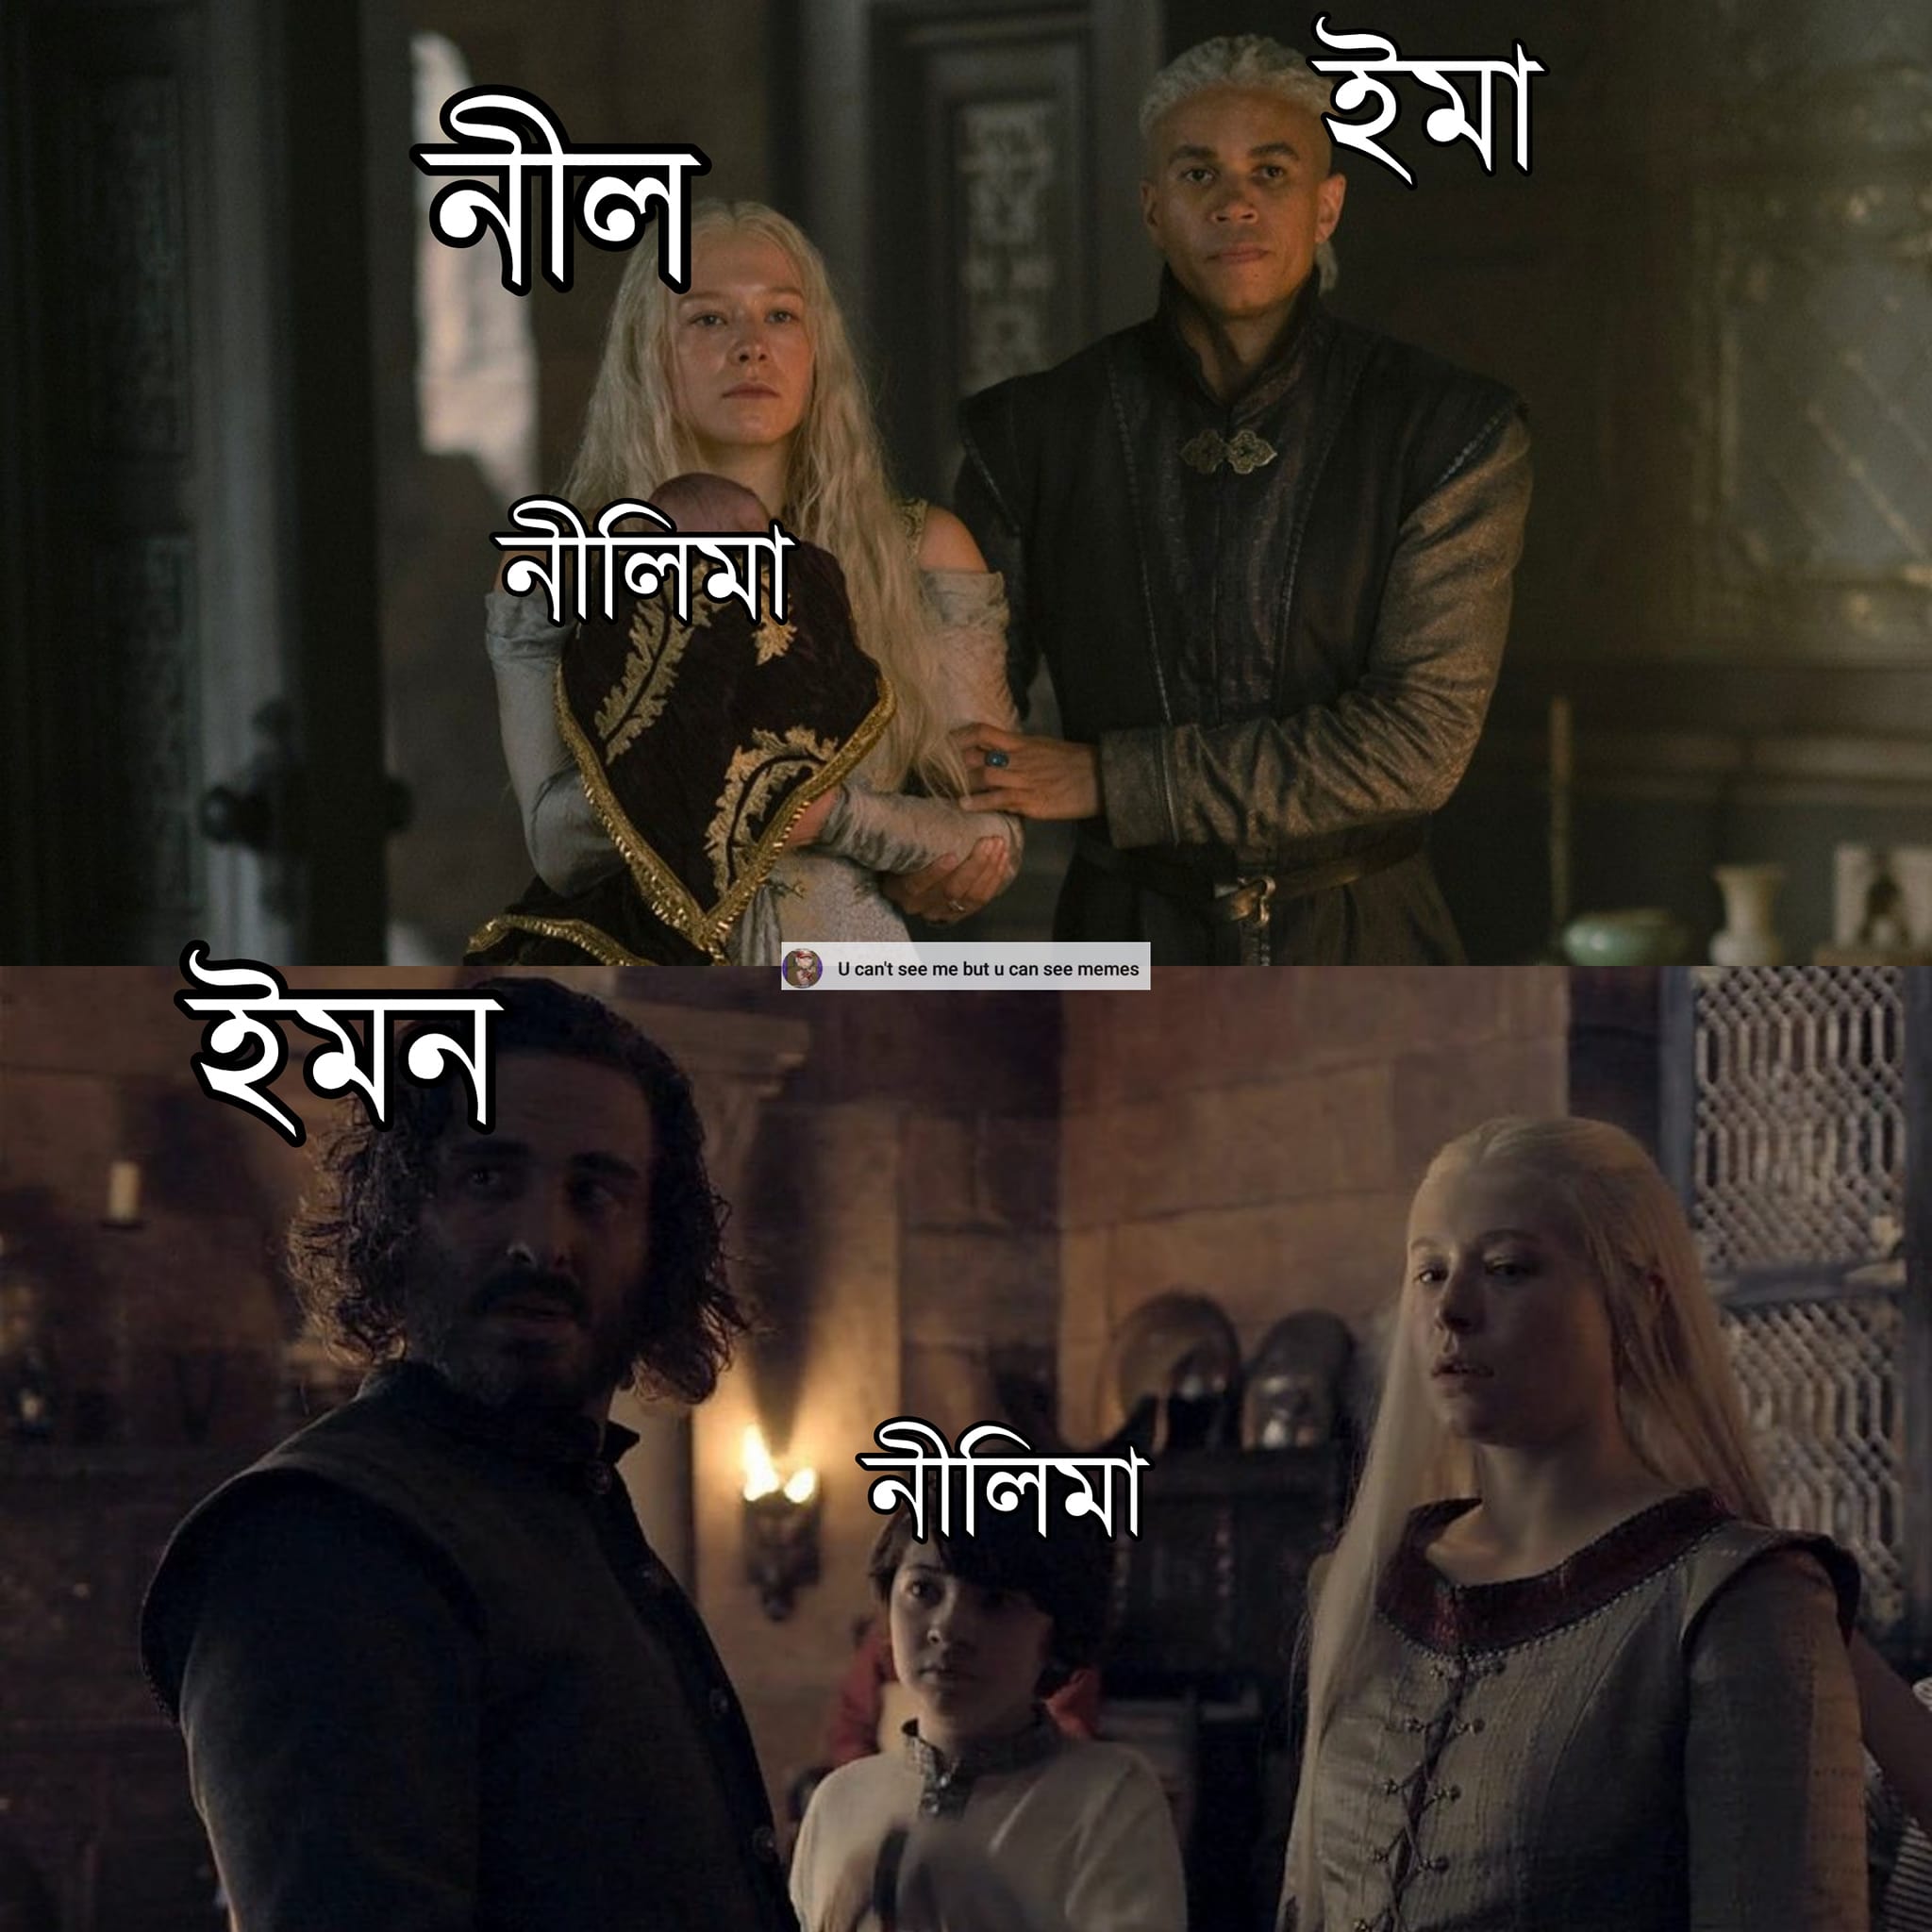 ইমা
নীল
নীলিমা
U can't see me but u can see memes
ইমন
নীলিমা